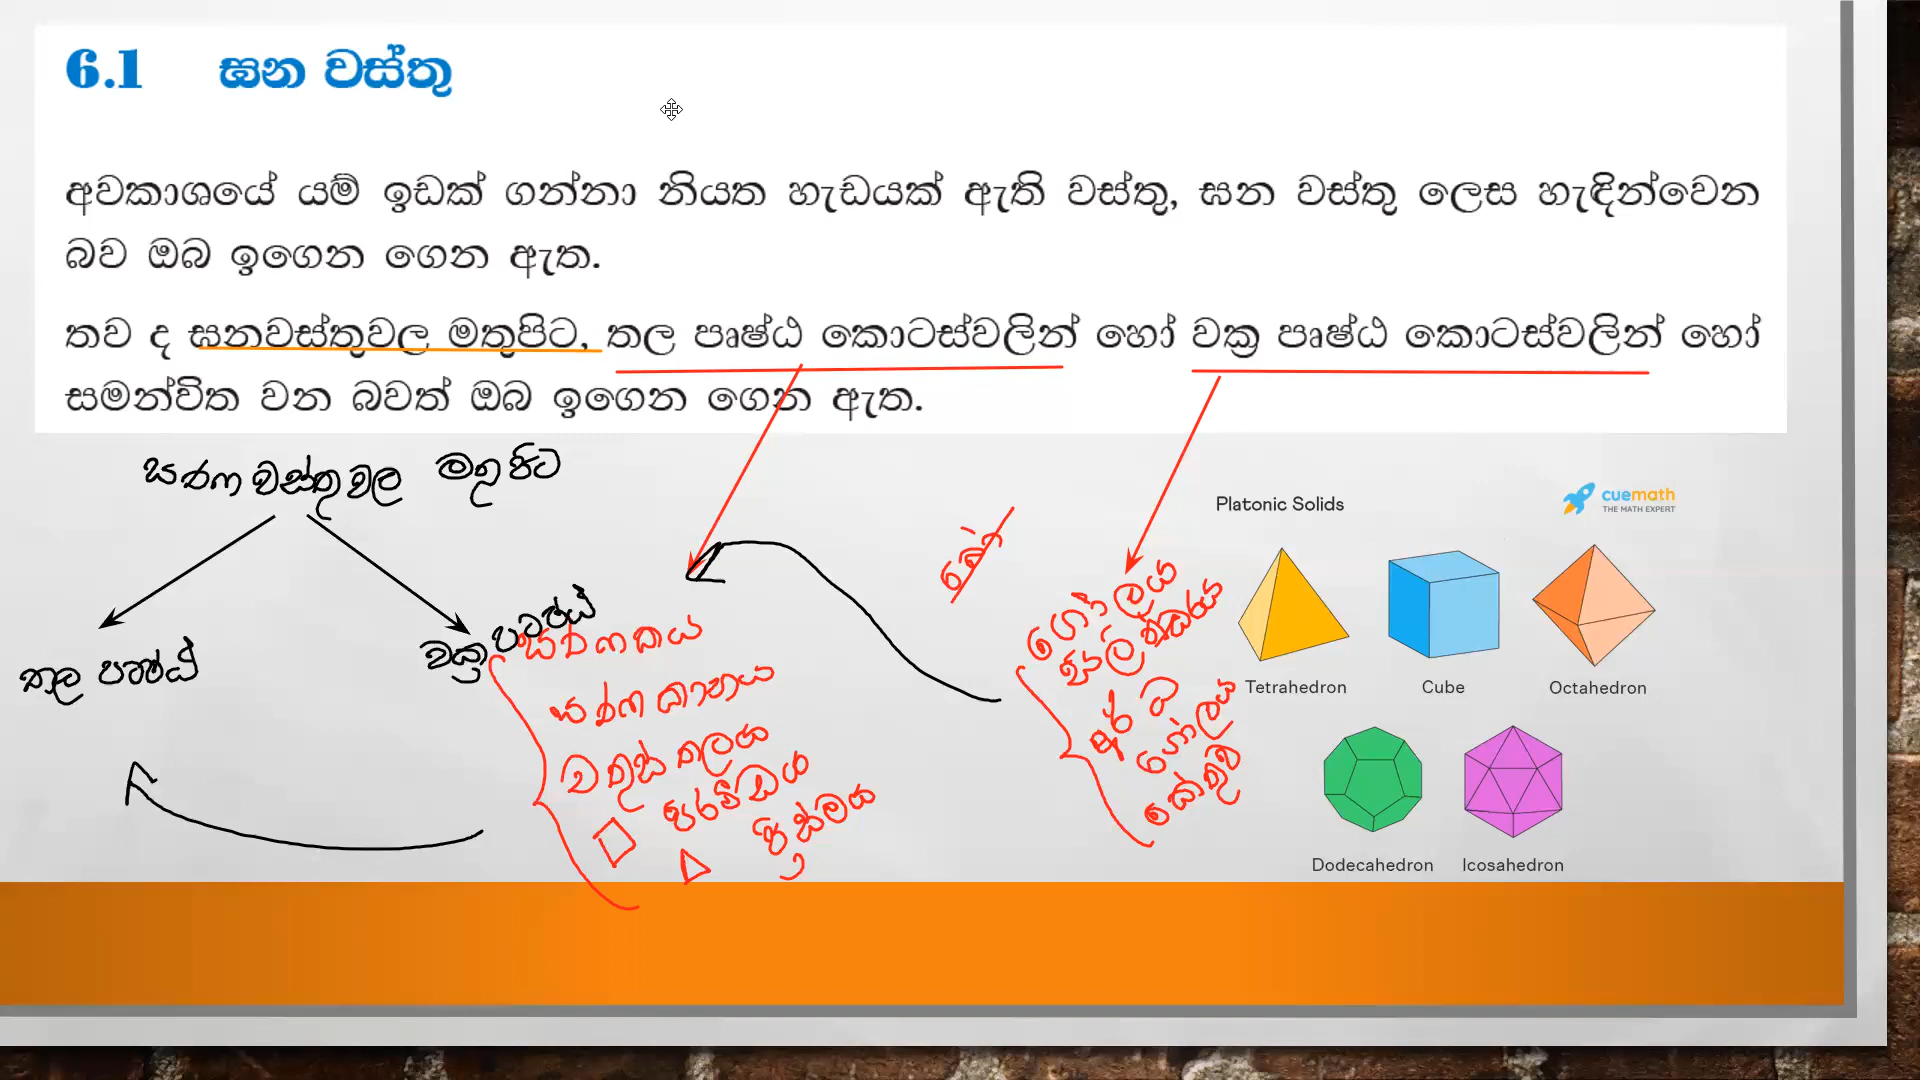 6.1 ඝන වස්තු
අවකාශයේ යම් ඉඩක් ගන්නා නියත හැඩයක් ඇති වස්තු, ඝන වස්තු ලෙස හැඳින්වෙන
බව ඔබ ඉගෙන ගෙන ඇත.
තව ද ඝනවස්තුවල මතුපිට, තල පෘෂ්ඨ කොටස්වලින් හෝ වක්‍ර පෘෂ්ඨ කොටස්වලින් හෝ
සමන්විත වන බවත් ඔබ ඉගෙන ගෙන ඇත.
ඝන වස්තුවල මතුපිට
තල පෘෂ්ඨ
වක්‍ර පෘෂ්ඨ
ඝනකය
ඝනකාභය
චතුස්තලය
පිරමීඩය
ප්‍රිස්මය
ගෝලය
සිලින්ඩරය
අර්ධ
ගෝලය
කේතුව
Platonic Solids
cuemath
THE MATH EXPERT
Tetrahedron
Cube
Octahedron
Dodecahedron
Icosahedron